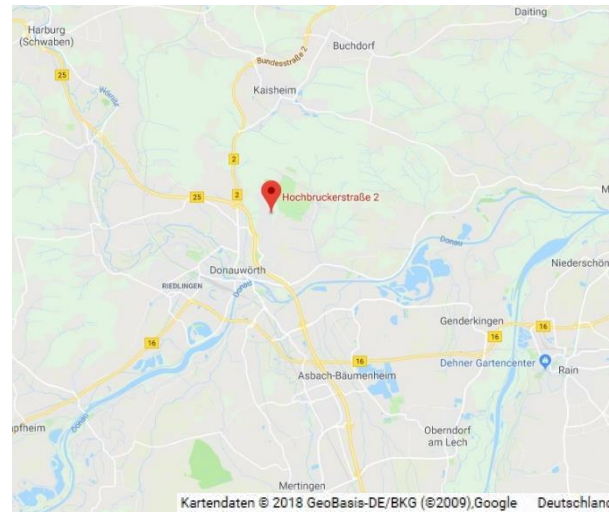 Harburg
(Schwaben)
Daiting
Buchdorf
Bundesstraße 2
25
Wörnitz
Kaisheim
2
25
2
Hochbruckerstraße 2
Donau
Donauwörth
Donau
RIEDLINGEN
Niederschön
Genderkingen
16
16
16
16
Dehner Gartencenter
Rain
Asbach-Bäumenheim
Oberndorf
am Lech
pfheim
Donau
Mertingen
Kartendaten © 2018 GeoBasis-DE/BKG (©2009),Google Deutschland